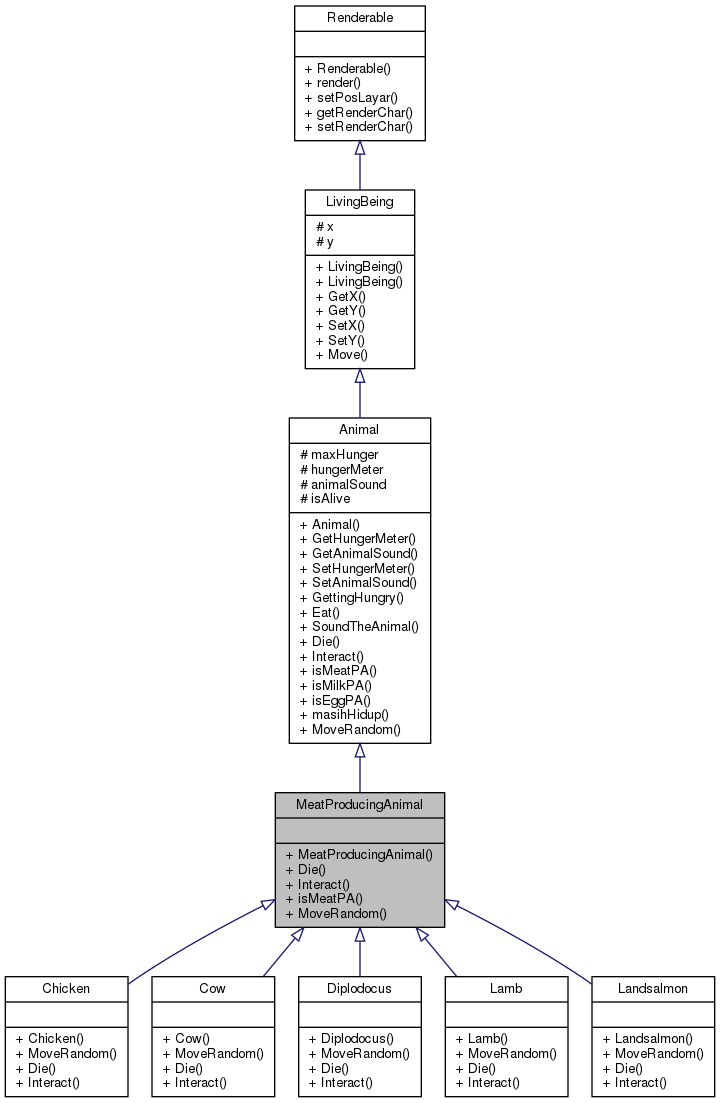 Renderable
+ Renderable()
+ render()
+ setPosLayar()
+ getRenderChar()
+ setRenderChar()
LivingBeing
# x
# y
+ LivingBeing()
+ LivingBeing()
+ GetX()
+ GetY()
+ SetX()
+ SetY()
+ Move()
Animal
# maxHunger
# hungerMeter
# animalSound
# isAlive
+ Animal()
+ GetHungerMeter()
+ GetAnimalSound()
+ SetHungerMeter()
+ SetAnimalSound()
+ GettingHungry()
+ Eat()
+ SoundTheAnimal()
+ Die()
+ Interact()
+ isMeatPA()
+ isMilkPA()
+ isEggPA()
+ masihHidup()
+ MoveRandom()
MeatProducingAnimal
+ MeatProducingAnimal()
+ Die()
+ Interact()
+ isMeatPA()
+ MoveRandom()
Chicken
+ Chicken()
+ MoveRandom()
+ Die()
+ Interact()
Cow
+ Cow()
+ MoveRandom()
+ Die()
+ Interact()
Diplodocus
+ Diplodocus()
+ MoveRandom()
+ Die()
+ Interact()
Lamb
+ Lamb()
+ MoveRandom()
+ Die()
+ Interact()
Landsalmon
+ Landsalmon()
+ MoveRandom()
+ Die()
+ Interact()